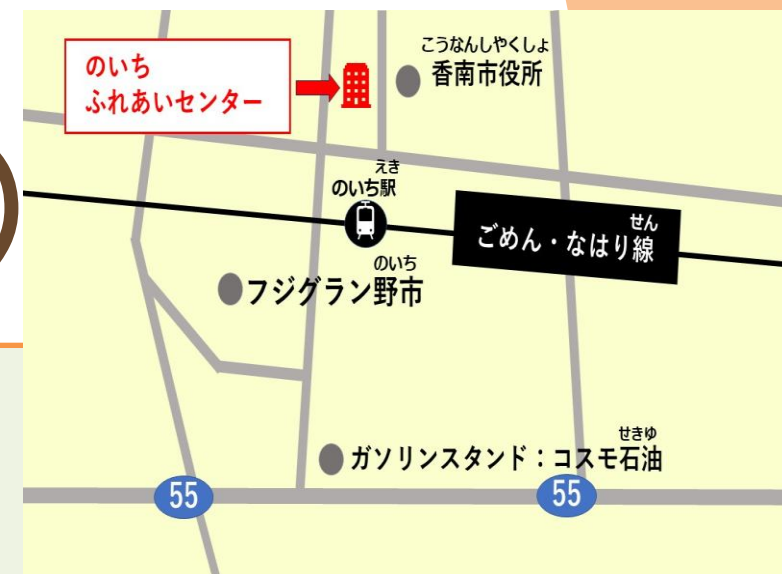 のいち
ふれあいセンター
こうなんしやくしょ
香南市役所
えき
のいち駅
せん
ごめん・なはり線
のいち
フジグラン野市
せきゆ
ガソリンスタンド：コスモ石油
55
55